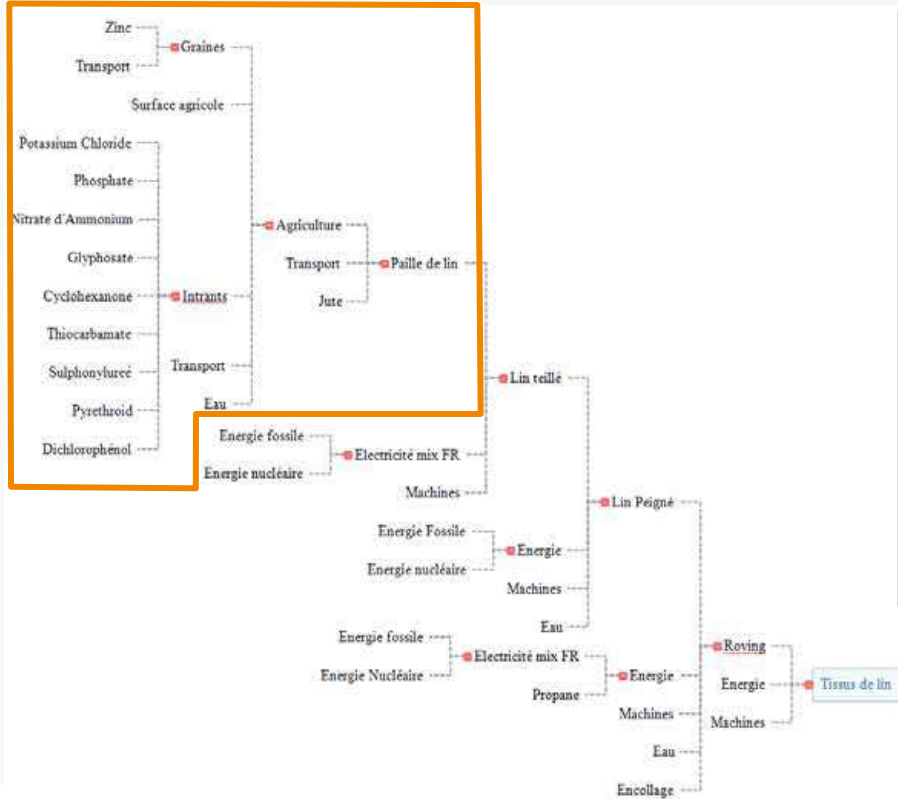 Zinc
Graines
Transport
Surface agricole
Potassium Chloride
Phosphate
Nitrate d'Ammonium
Agriculture
Glyphosate
Transport
Paille de lin
Cyclohexanone
Intrants
Jute
Thiocarbamate
Transport
Sulphonylureé
Lin teillé
Pyrethroid
Eau
Energie fossile
Dichlorophénol
Electricité mix FR
Energie nucléaire
Machines
Lin Peigné
Energie Fossile
Energie
Energie nucléaire
Machines
Eau
Energie fossile
Roving
Electricité mix FR
Energie Nucléaire
Energie
Energie
Tissus de lin
Propane
Machines
Machines
Eau
Encollage